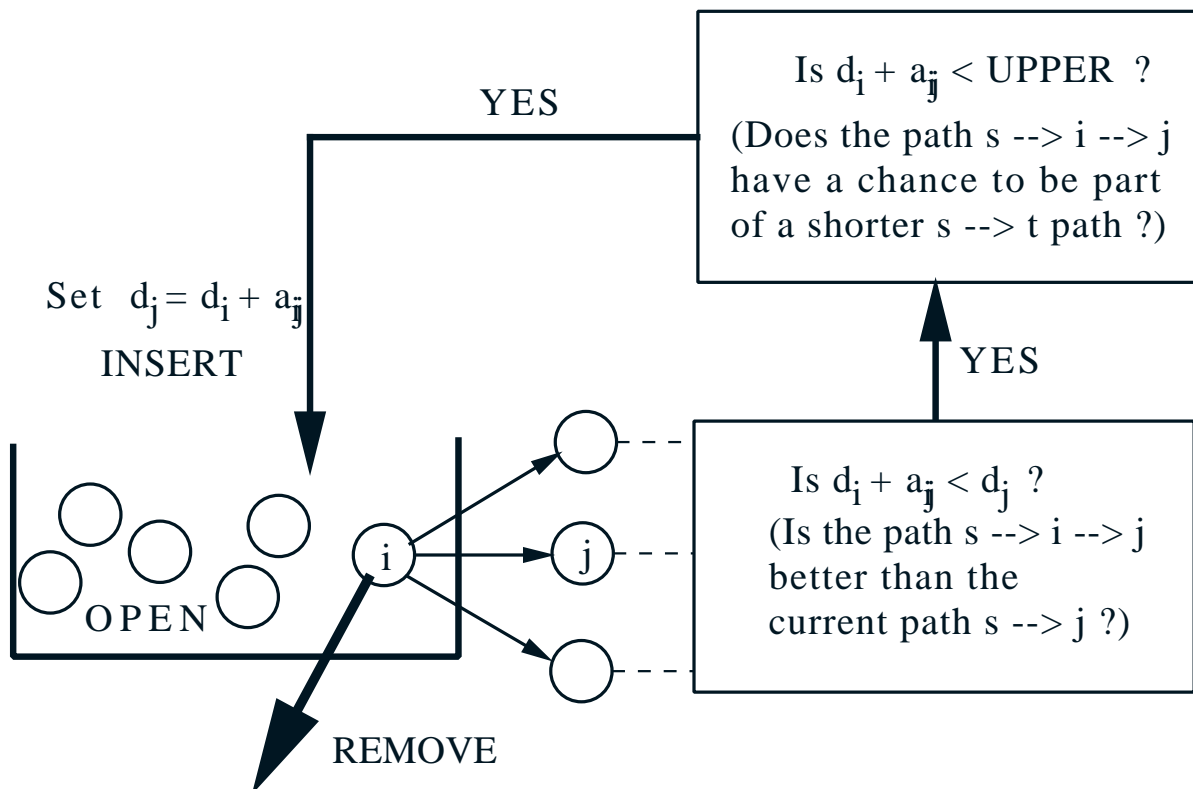 Is d_i + a_ij < UPPER ?
(Does the path s --> i --> j
have a chance to be part
of a shorter s --> t path ?)
YES
Set d_j = d_i + a_ij
INSERT
YES
Is d_i + a_ij < d_j ?
(Is the path s --> i --> j
better than the
current path s --> j ?)
i
j
OPEN
REMOVE